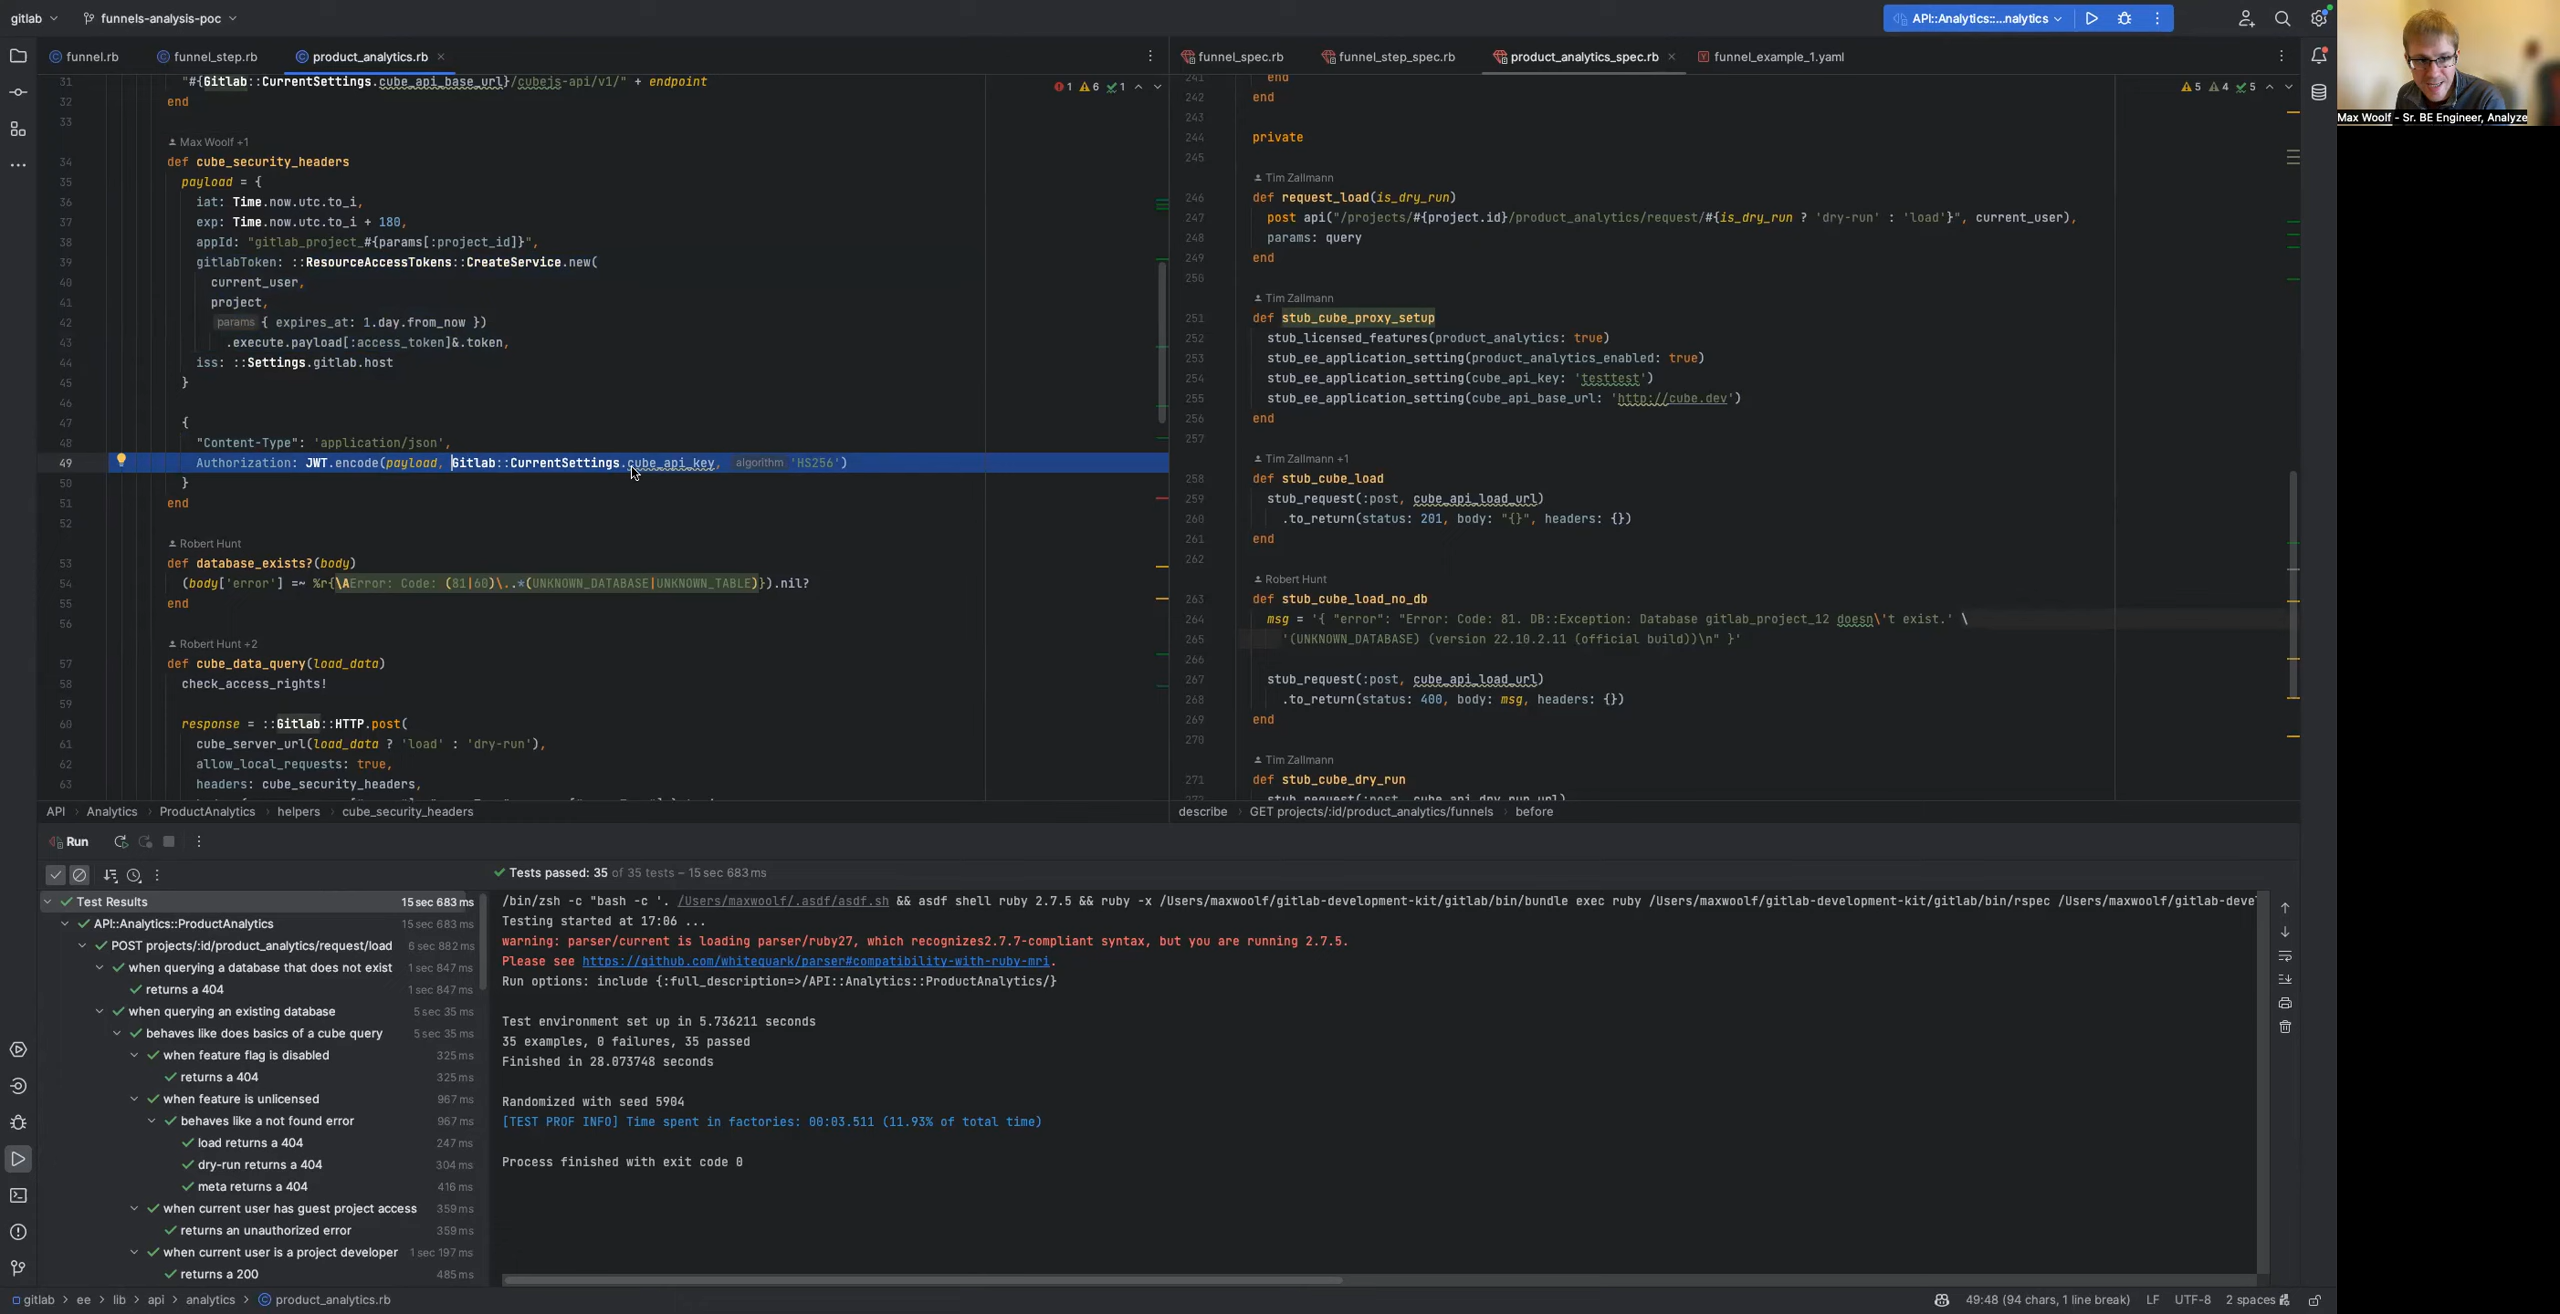 gitlab
funnels-analysis-poc
API::Analytics::...nalytics
funnel.rb
funnel_step.rb
product_analytics.rb
31 "#{Gitlab::CurrentSettings.cube_api_base_url}/cubejs-api/v1/" + endpoint
1 6 1
32 end
33
Max Woolf +1
34 def cube_security_headers
35 payload = {
36 iat: Time.now.utc.to_i,
37 exp: Time.now.utc.to_i + 180,
38 appId: "gitlab_project_#{params[:project_id]}",
39 gitlabToken: ::ResourceAccessTokens::CreateService.new(
40 current_user,
41 project,
42 params { expires_at: 1.day.from_now })
43 .execute.payload[:access_token]&.token,
44 iss: ::Settings.gitlab.host
45 }
46
47 {
48 "Content-Type": 'application/json',
49 Authorization: JWT.encode(payload, Gitlab::CurrentSettings.cube_api_key, algorithm 'HS256')
50 }
51 end
52
Robert Hunt
53 def database_exists?(body)
54 (body['error'] =~ %r{\AError: Code: (81|60)\..*(UNKNOWN_DATABASE|UNKNOWN_TABLE)}).nil?
55 end
56
Robert Hunt +2
57 def cube_data_query(load_data)
58 check_access_rights!
59
60 response = ::Gitlab::HTTP.post(
61 cube_server_url(load_data ? 'load' : 'dry-run'),
62 allow_local_requests: true,
63 headers: cube_security_headers,
API > Analytics > ProductAnalytics > helpers > cube_security_headers
funnel_spec.rb
funnel_step_spec.rb
product_analytics_spec.rb
funnel_example_1.yaml
241 end
5 4 5
242 end
243
244 private
245
Tim Zallmann
246 def request_load(is_dry_run)
247 post api("/projects/#{project.id}/product_analytics/request/#{is_dry_run ? 'dry-run' : 'load'}", current_user),
248 params: query
249 end
250
Tim Zallmann
251 def stub_cube_proxy_setup
252 stub_licensed_features(product_analytics: true)
253 stub_ee_application_setting(product_analytics_enabled: true)
254 stub_ee_application_setting(cube_api_key: 'testtest')
255 stub_ee_application_setting(cube_api_base_url: 'http://cube.dev')
256 end
257
Tim Zallmann +1
258 def stub_cube_load
259 stub_request(:post, cube_api_load_url)
260 .to_return(status: 201, body: "{}", headers: {})
261 end
262
Robert Hunt
263 def stub_cube_load_no_db
264 msg = '{ "error": "Error: Code: 81. DB::Exception: Database gitlab_project_12 doesn\'t exist.' \
265 '(UNKNOWN_DATABASE) (version 22.10.2.11 (official build))\n" }'
266
267 stub_request(:post, cube_api_load_url)
268 .to_return(status: 400, body: msg, headers: {})
269 end
270
Tim Zallmann
271 def stub_cube_dry_run
272 stub_request(:post, cube_api_dry_run_url)
describe > GET projects/:id/product_analytics/funnels > before
Max Woolf - Sr. BE Engineer, Analyze
Run
Tests passed: 35 of 35 tests – 15 sec 683 ms
Test Results 15 sec 683 ms
API::Analytics::ProductAnalytics 15 sec 683 ms
POST projects/:id/product_analytics/request/load 6 sec 882 ms
when querying a database that does not exist 1 sec 847 ms
returns a 404 1 sec 847 ms
when querying an existing database 5 sec 35 ms
behaves like does basics of a cube query 5 sec 35 ms
when feature flag is disabled 325 ms
returns a 404 325 ms
when feature is unlicensed 967 ms
behaves like a not found error 967 ms
load returns a 404 247 ms
dry-run returns a 404 304 ms
meta returns a 404 416 ms
when current user has guest project access 359 ms
returns an unauthorized error 359 ms
when current user is a project developer 1 sec 197 ms
returns a 200 485 ms
/bin/zsh -c "bash -c '. /Users/maxwoolf/.asdf/asdf.sh && asdf shell ruby 2.7.5 && ruby -x /Users/maxwoolf/gitlab-development-kit/gitlab/bin/bundle exec ruby /Users/maxwoolf/gitlab-development-kit/gitlab/bin/rspec /Users/maxwoolf/gitlab-deve
Testing started at 17:06 ...
warning: parser/current is loading parser/ruby27, which recognizes2.7.7-compliant syntax, but you are running 2.7.5.
Please see https://github.com/whitequark/parser#compatibility-with-ruby-mri.
Run options: include {:full_description=>/API::Analytics::ProductAnalytics/}
Test environment set up in 5.736211 seconds
35 examples, 0 failures, 35 passed
Finished in 28.073748 seconds
Randomized with seed 5904
[TEST PROF INFO] Time spent in factories: 00:03.511 (11.93% of total time)
Process finished with exit code 0
gitlab > ee > lib > api > analytics > product_analytics.rb
49:48 (94 chars, 1 line break) LF UTF-8 2 spaces